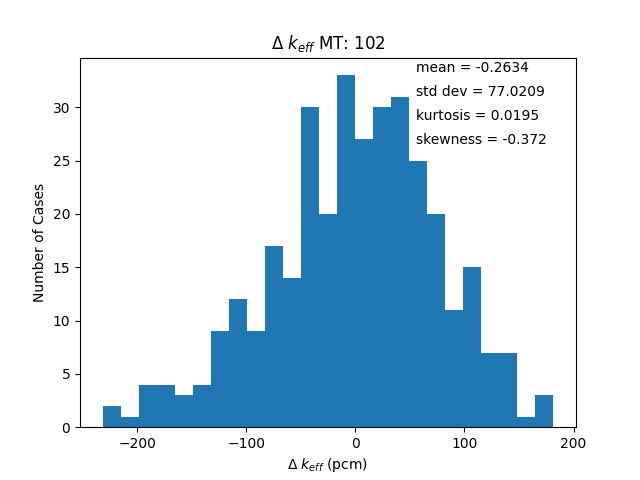 Δ k_eff MT: 102
mean = -0.2634
std dev = 77.0209
kurtosis = 0.0195
skewness = -0.372
Number of Cases
30
25
20
15
10
5
0
−200
−100
0
100
200
Δ k_eff (pcm)